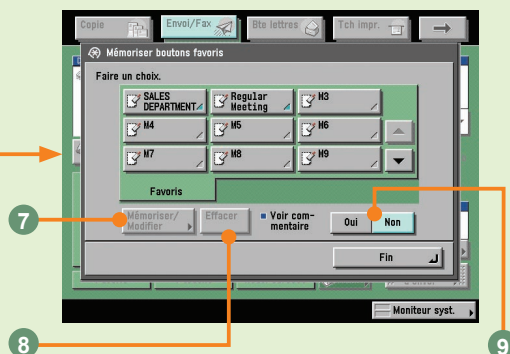 Copie
Envoi/Fax
Bte lettres
Tch impr.
Mémoriser boutons favoris
Faire un choix.
SALES
DEPARTMENT
Regular
Meeting
M3
M4
M5
M6
M7
M8
M9
Favoris
Mémoriser/
Modifier
Effacer
Voir com-
mentaire
Oui
Non
Fin
Moniteur syst.
7
8
9